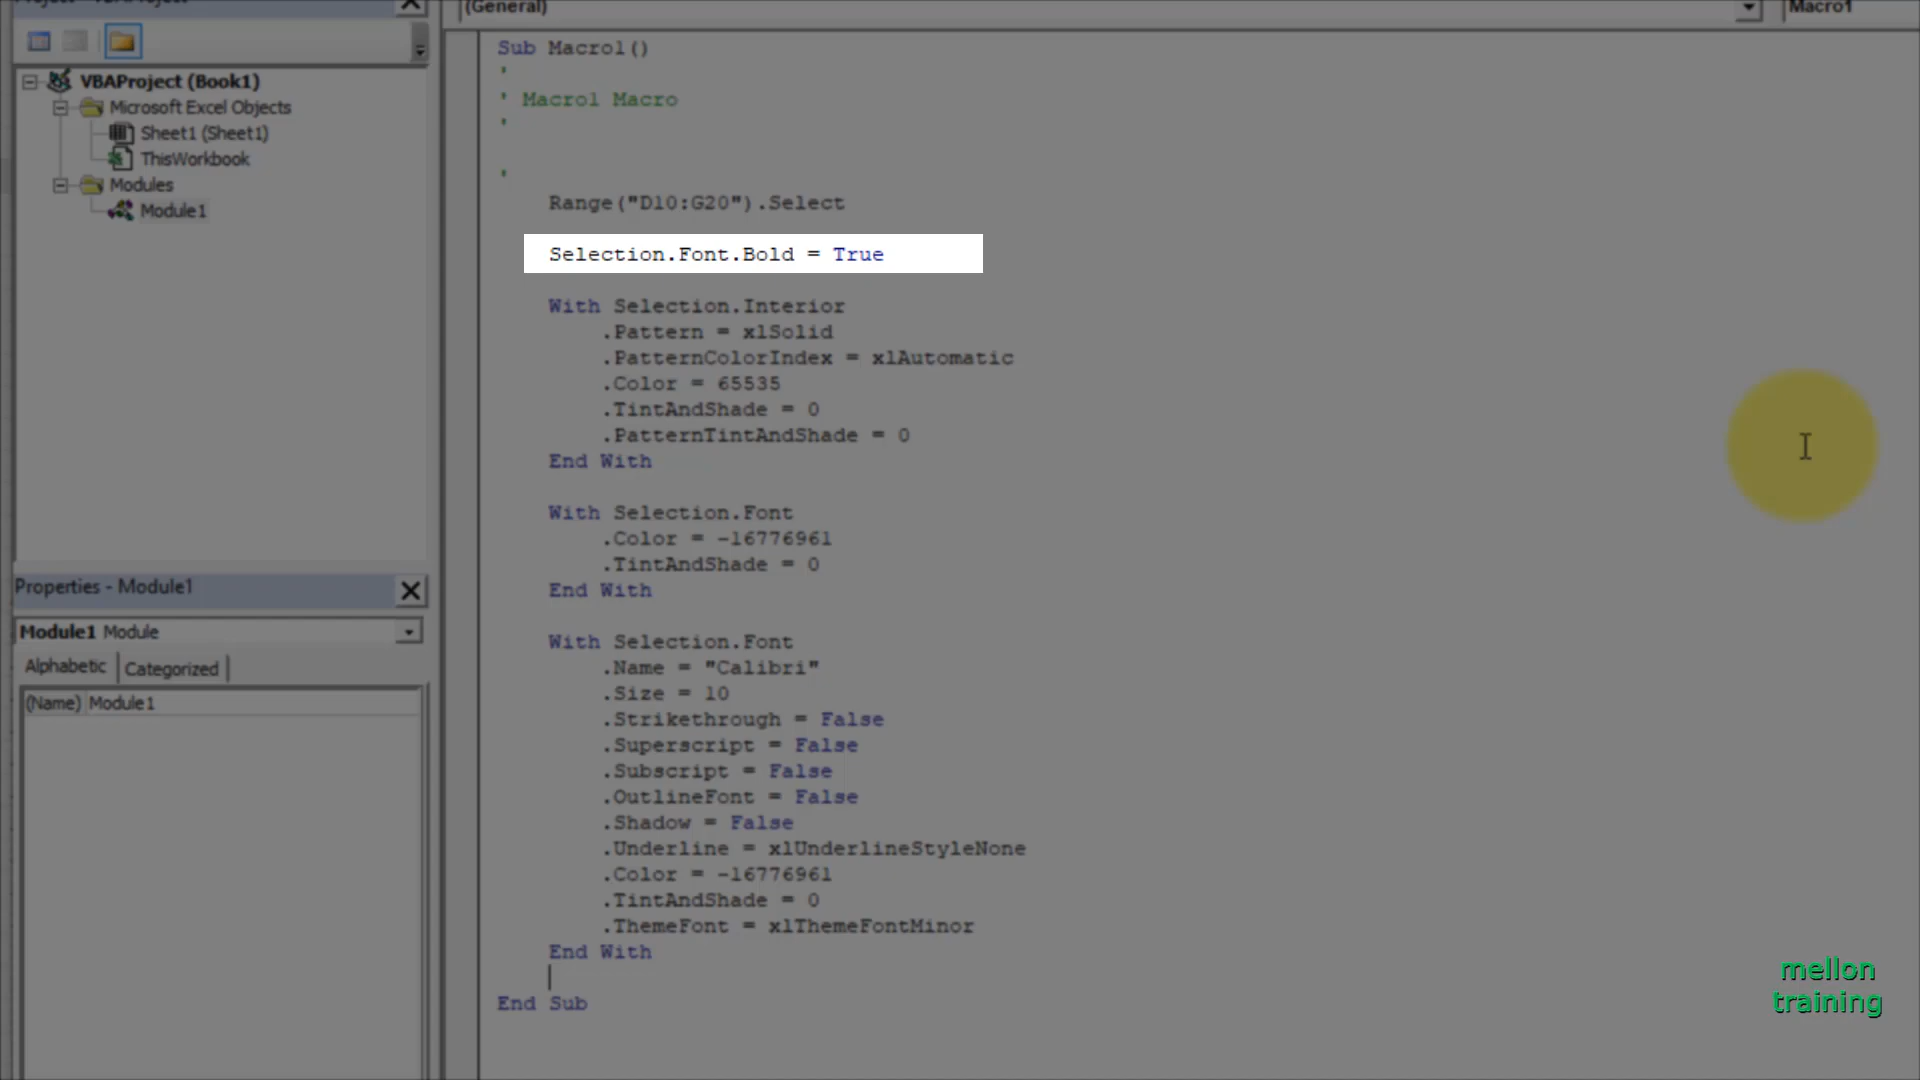 Project - VBAProject
VBAProject (Book1)
Microsoft Excel Objects
Sheet1 (Sheet1)
ThisWorkbook
Modules
Module1
Properties - Module1
Module1 Module
Alphabetic Categorized
(Name) Module1
(General) Macro1
Sub Macro1()
'
' Macro1 Macro
'
'
Range("D10:G20").Select
Selection.Font.Bold = True
With Selection.Interior
.Pattern = xlSolid
.PatternColorIndex = xlAutomatic
.Color = 65535
.TintAndShade = 0
.PatternTintAndShade = 0
End With
With Selection.Font
.Color = -16776961
.TintAndShade = 0
End With
With Selection.Font
.Name = "Calibri"
.Size = 10
.Strikethrough = False
.Superscript = False
.Subscript = False
.OutlineFont = False
.Shadow = False
.Underline = xlUnderlineStyleNone
.Color = -16776961
.TintAndShade = 0
.ThemeFont = xlThemeFontMinor
End With
End Sub
mellon
training